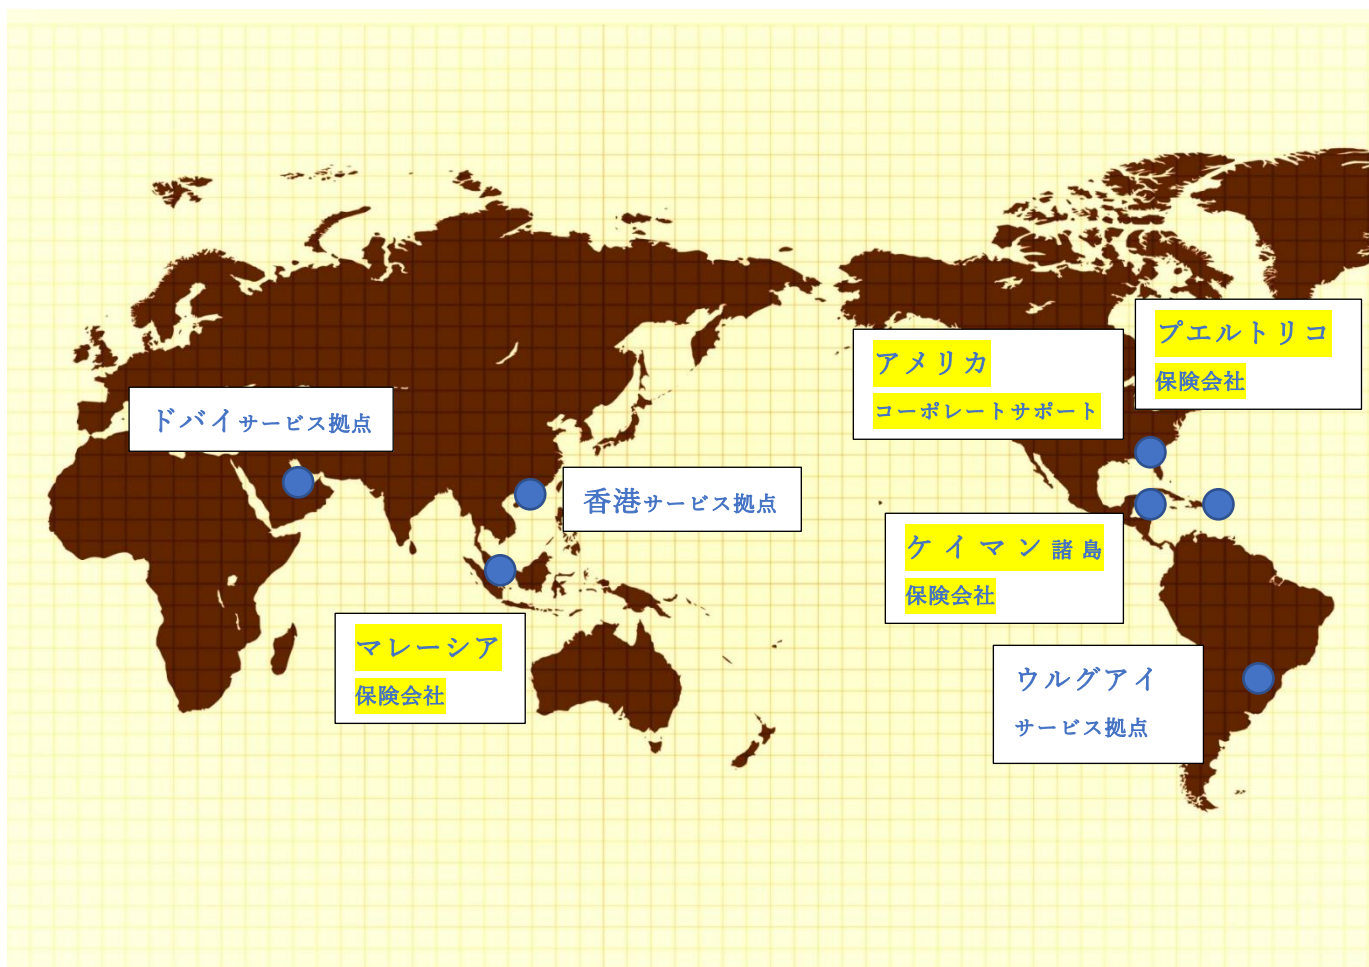 プエルトリコ
保険会社
アメリカ
コーポレートサポート
ドバイサービス拠点
香港サービス拠点
ケイマン諸島
保険会社
マレーシア
保険会社
ウルグアイ
サービス拠点